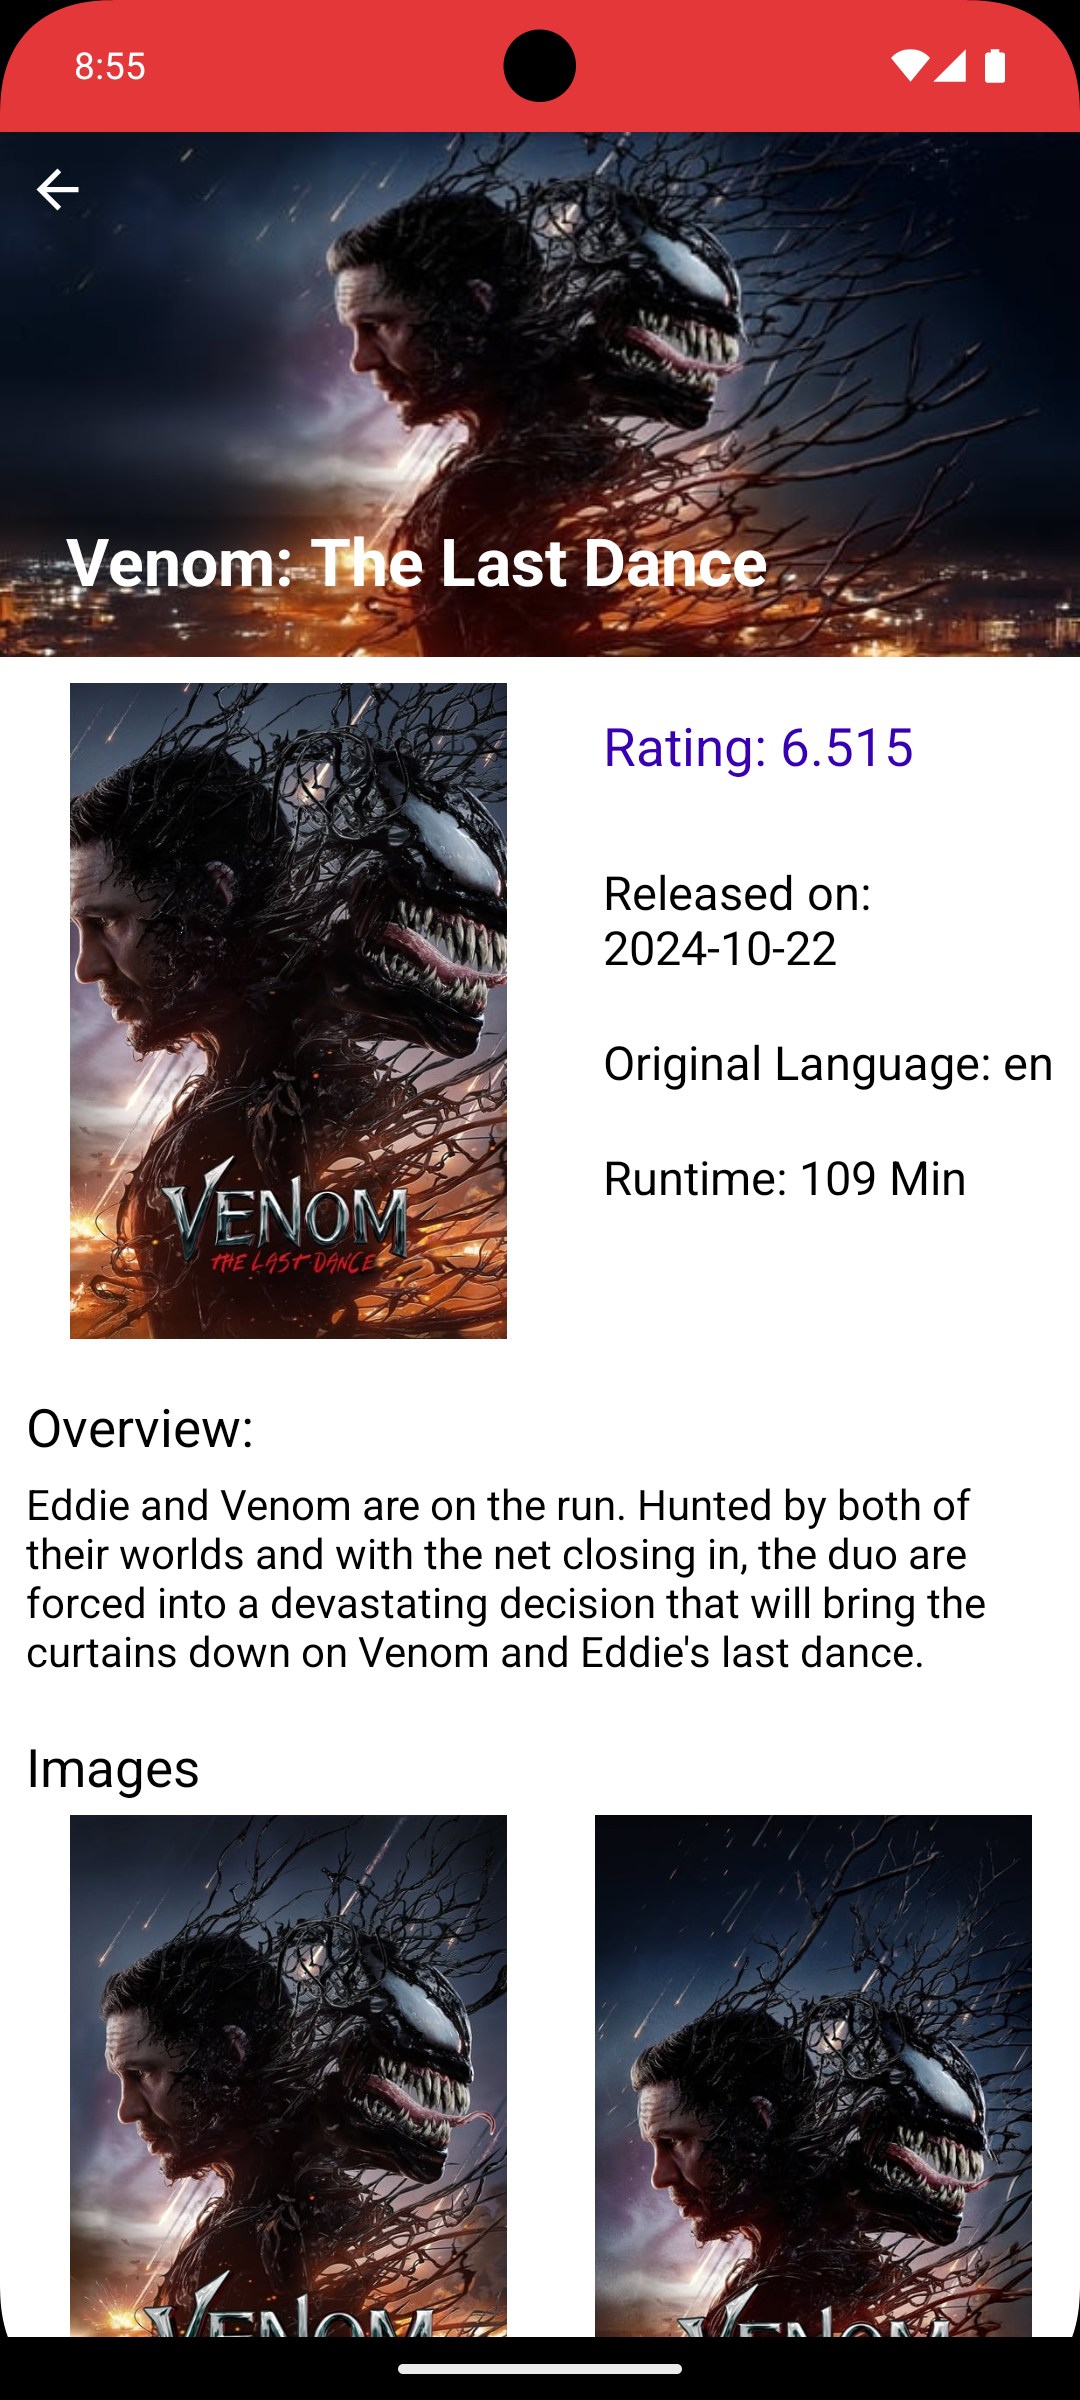 8:55
Venom: The Last Dance
VENOM
THE LAST DANCE
Rating: 6.515
Released on:
2024-10-22
Original Language: en
Runtime: 109 Min
Overview:
Eddie and Venom are on the run. Hunted by both of
their worlds and with the net closing in, the duo are
forced into a devastating decision that will bring the
curtains down on Venom and Eddie's last dance.
Images
VENOM
VENOM